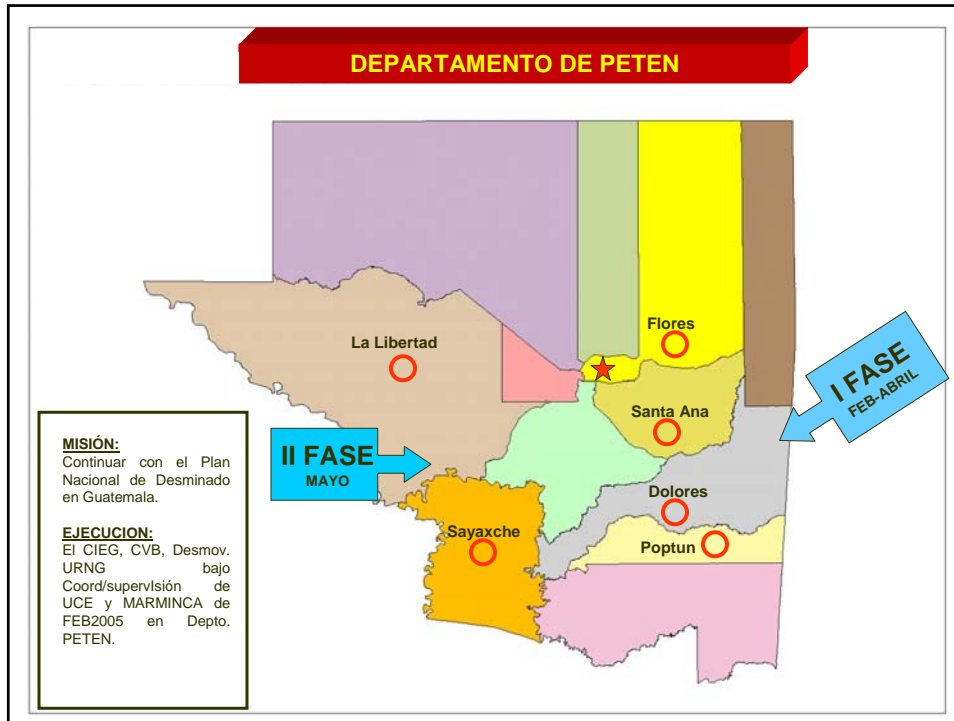 DEPARTAMENTO DE PETEN
Flores
La Libertad
I FASE
FEB-ABRIL
Santa Ana
II FASE
MAYO
Dolores
Sayaxche
Poptun
MISIÓN:
Continuar con el Plan
Nacional de Desminado
en Guatemala.
EJECUCION:
El CIEG, CVB, Desmov.
URNG bajo
Coord/supervIsión de
UCE y MARMINCA de
FEB2005 en Depto.
PETEN.